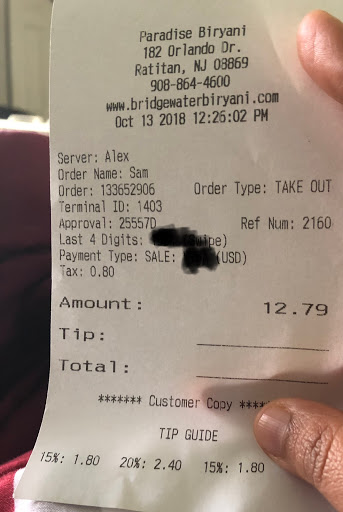 Paradise Biryani
182 Orlando Dr.
Ratitan, NJ 08869
908-864-4600
www.bridgewaterbiryani.com
Oct 13 2018 12:26:02 PM
Server: Alex
Order Name: Sam
Order: 133652906 Order Type: TAKE OUT
Terminal ID: 1403
Approval: 25557D Ref Num: 2160
Last 4 Digits: (Swipe)
Payment Type: SALE: (USD)
Tax: 0.80
Amount: 12.79
Tip:
Total:
******* Customer Copy ****
TIP GUIDE
15%: 1.80 20%: 2.40 15%: 1.80